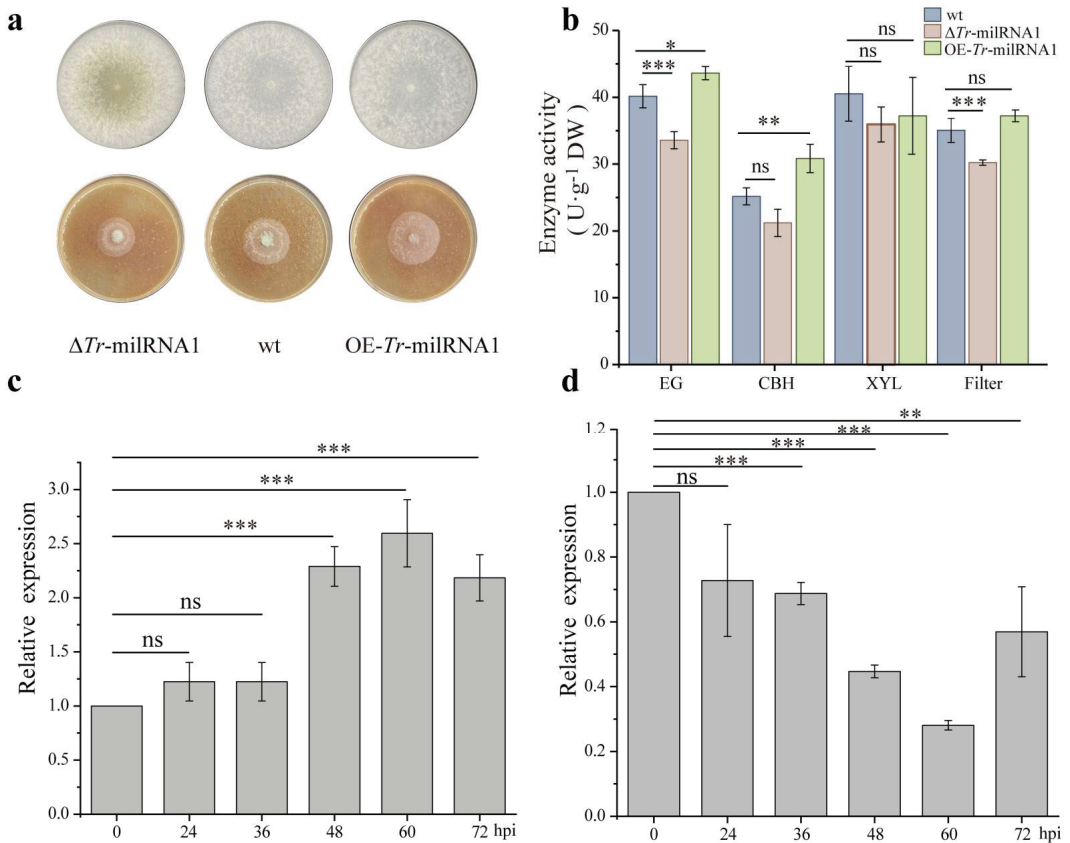 a
ΔTr-milRNA1 wt OE-Tr-milRNA1
b
wt
ΔTr-milRNA1
OE-Tr-milRNA1
Enzyme activity
( U·g⁻¹ DW )
50
40
30
20
10
0
* *** ** ns ns ns ns ***
EG CBH XYL Filter
c
Relative expression
3.0
2.5
2.0
1.5
1.0
0.5
0.0
***
***
***
ns
ns
0 24 36 48 60 72 hpi
d
Relative expression
1.2
1.0
0.8
0.6
0.4
0.2
0.0
**
***
***
***
ns
0 24 36 48 60 72 hpi